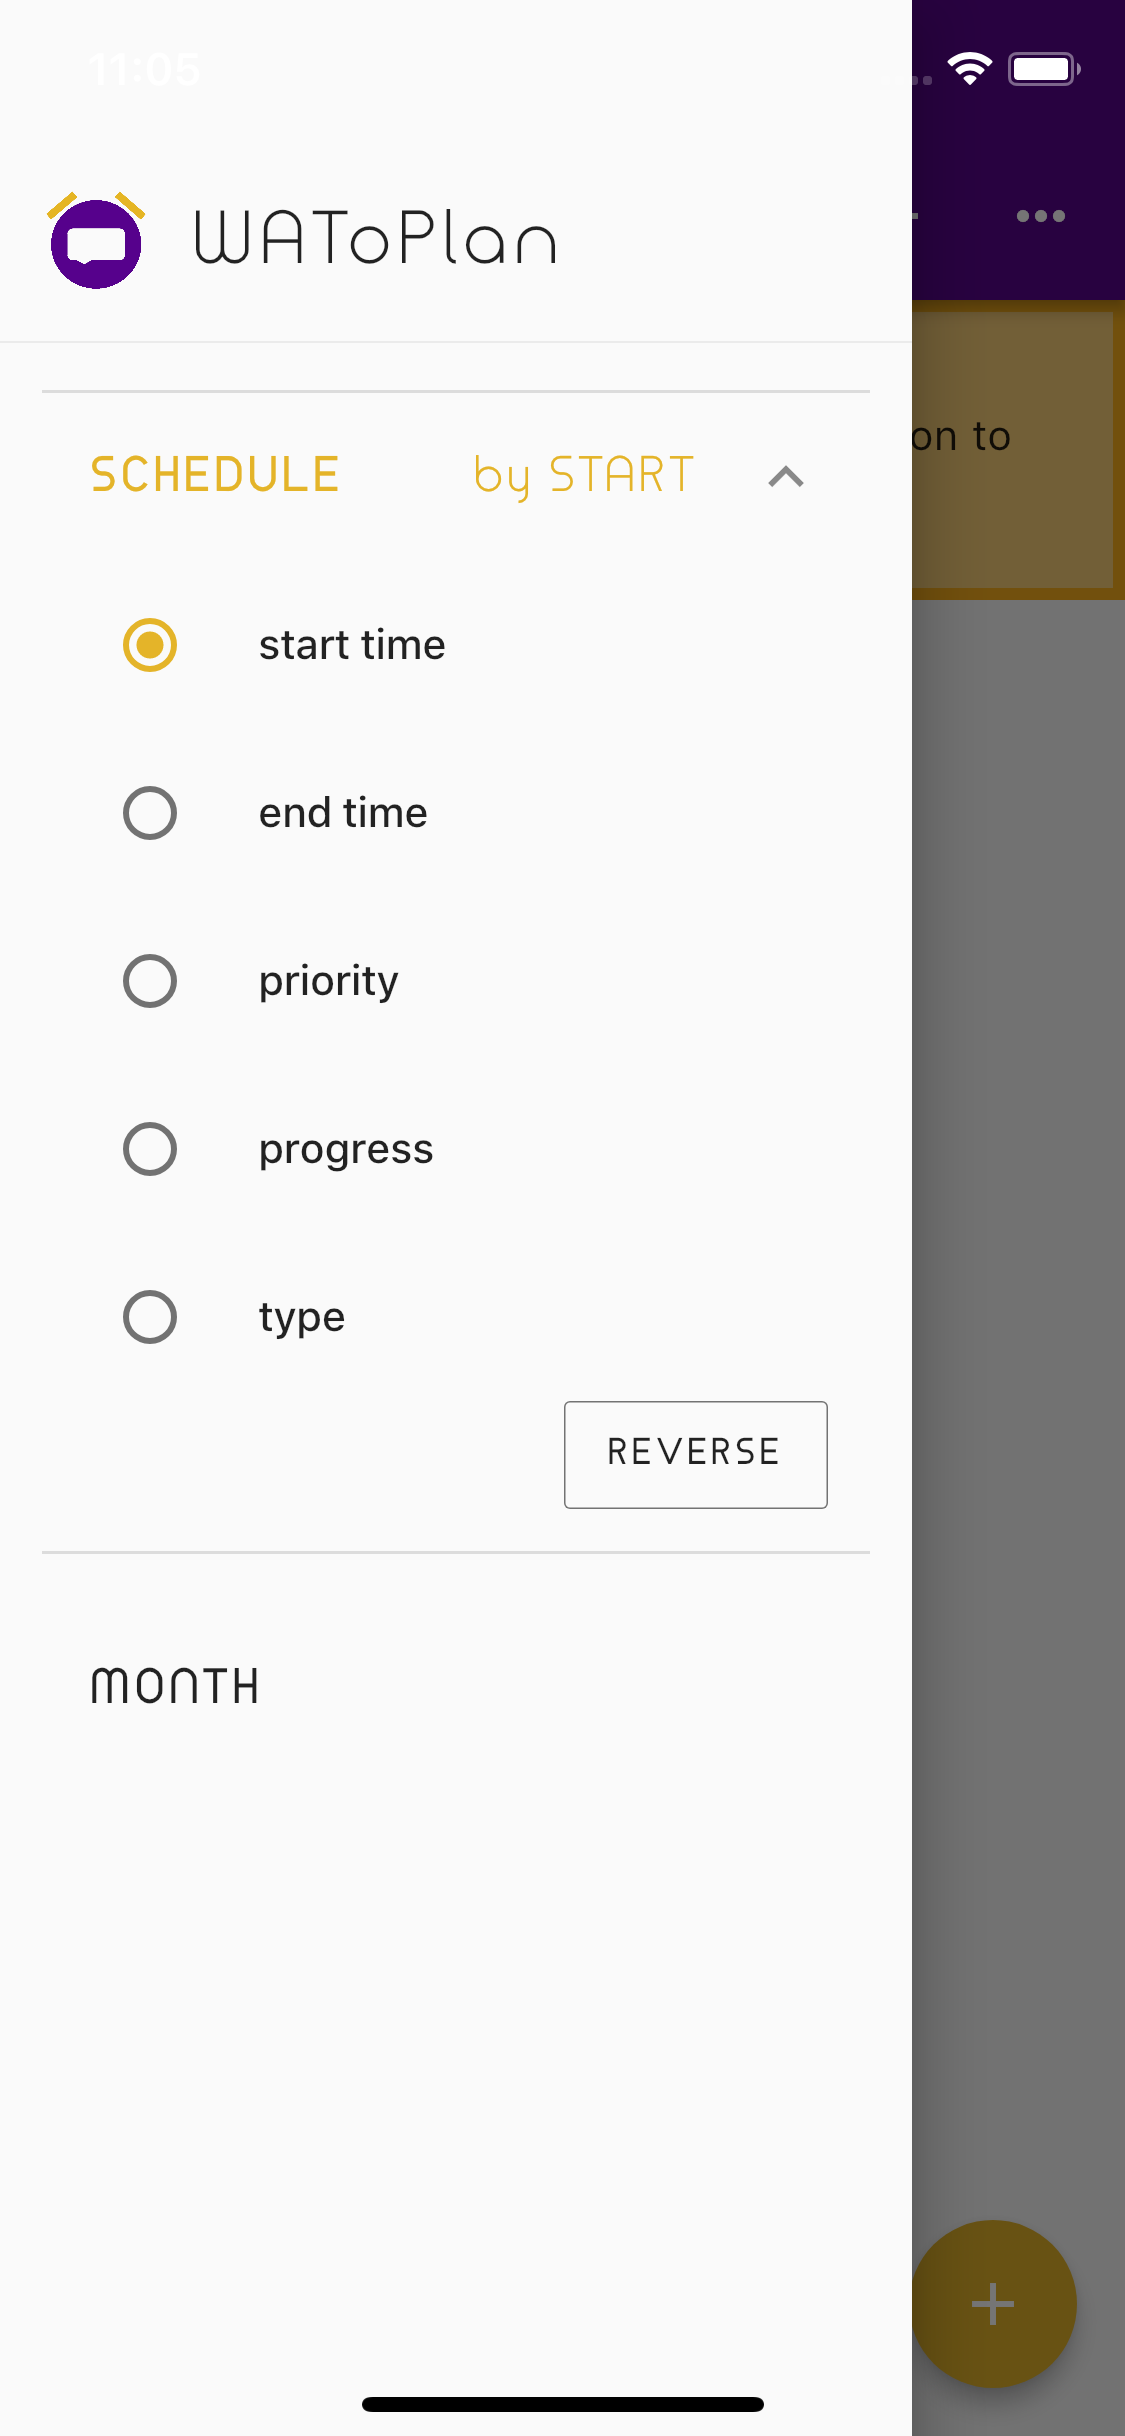 11:05
WAToPlan
on to
SCHEDULE by START
start time
end time
priority
progress
type
REVERSE
MONTH